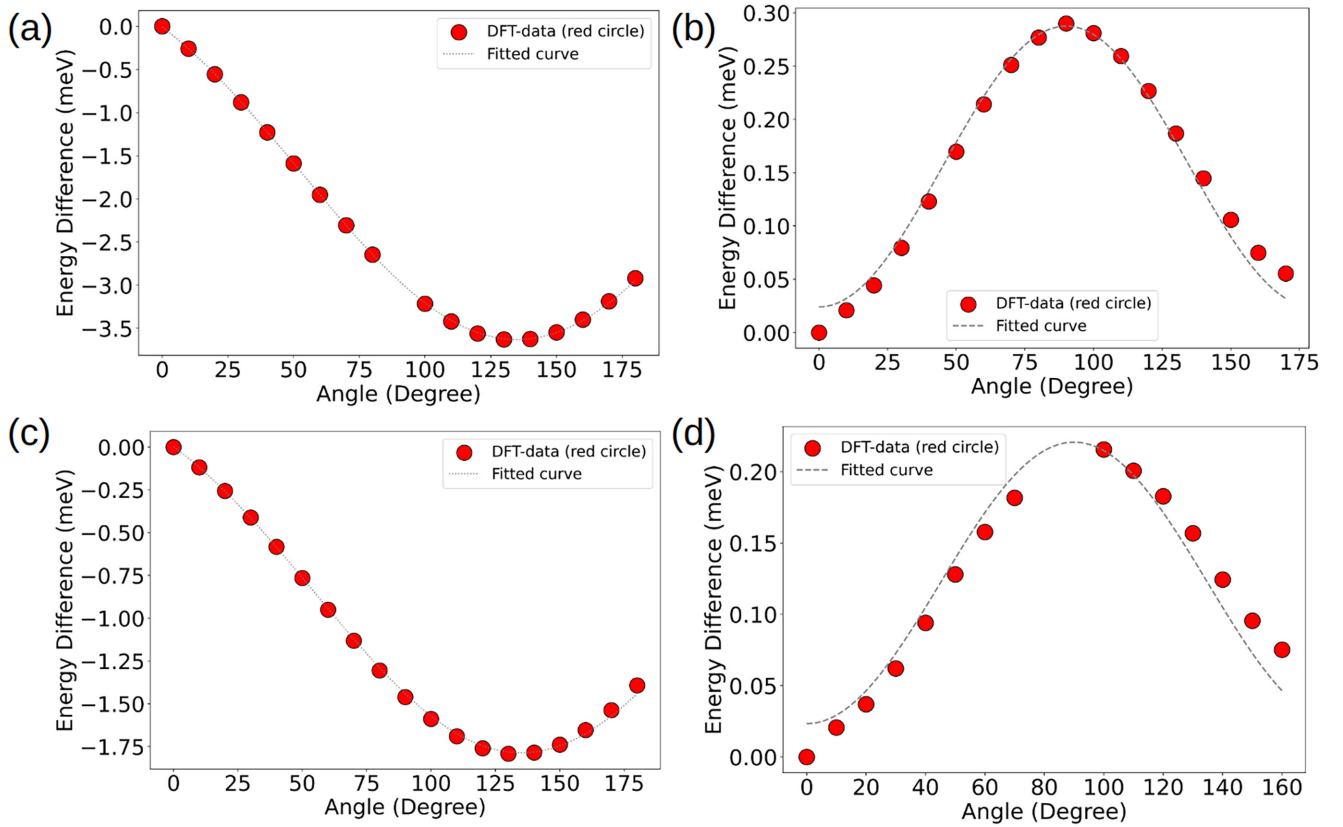 (a)
0.0
−0.5
−1.0
−1.5
−2.0
−2.5
−3.0
−3.5
Energy Difference (meV)
DFT-data (red circle)
Fitted curve
0 25 50 75 100 125 150 175
Angle (Degree)
(b)
0.30
0.25
0.20
0.15
0.10
0.05
0.00
Energy Difference (meV)
DFT-data (red circle)
Fitted curve
0 25 50 75 100 125 150 175
Angle (Degree)
(c)
0.00
−0.25
−0.50
−0.75
−1.00
−1.25
−1.50
−1.75
Energy Difference (meV)
DFT-data (red circle)
Fitted curve
0 25 50 75 100 125 150 175
Angle (Degree)
(d)
0.20
0.15
0.10
0.05
0.00
Energy Difference (meV)
DFT-data (red circle)
Fitted curve
0 20 40 60 80 100 120 140 160
Angle (Degree)